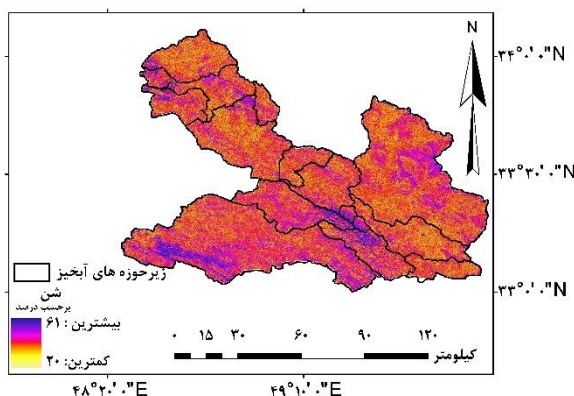 N
۳۴°۰'۰"N
۳۳°۳۰'۰"N
۳۳°۰'۰"N
زیرحوزه های آبخیز
شن
برحسب درصد
بیشترین : ۶۱
کمترین : ۲۰
۰ ۱۵ ۳۰ ۶۰ ۹۰ ۱۲۰
کیلومتر
۴۸°۲۰'۰"E ۴۹°۱۰'۰"E